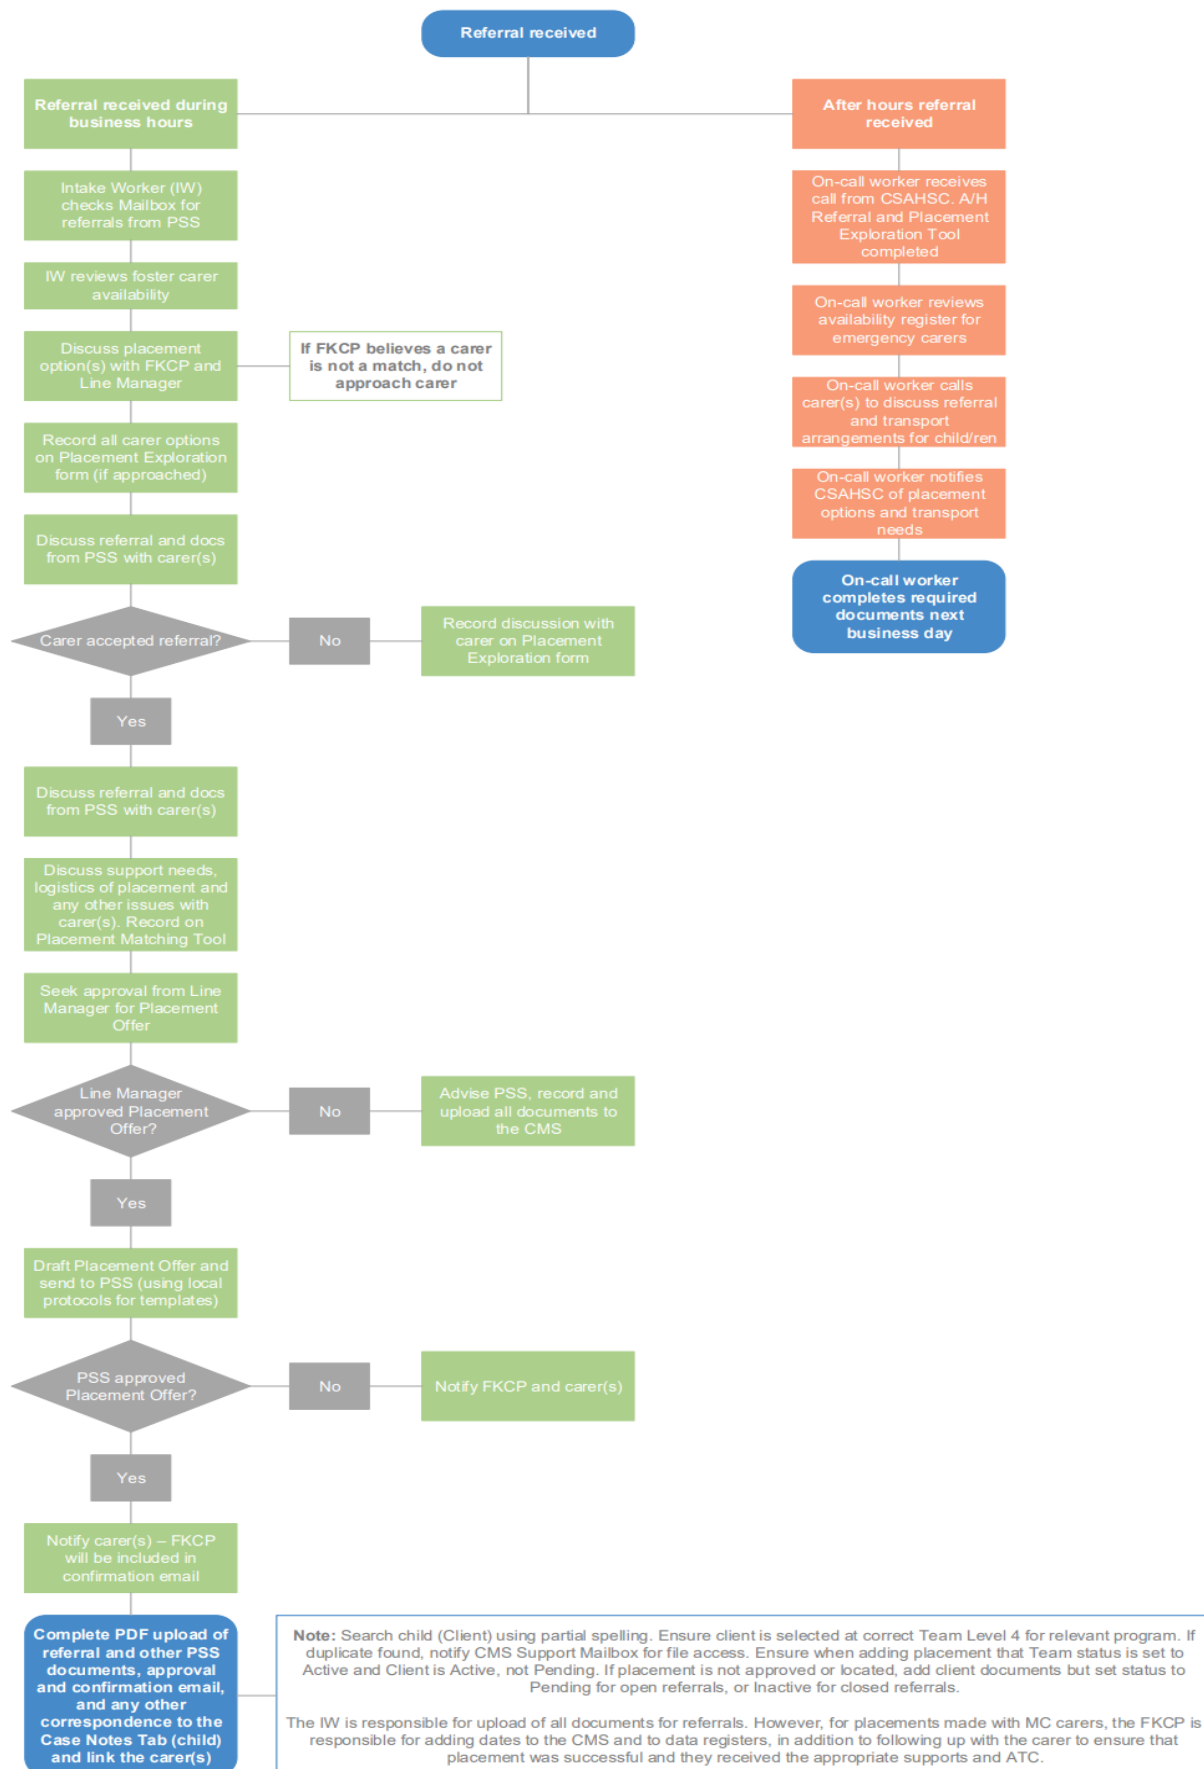 Referral received
Referral received during
business hours
Intake Worker (IW)
checks Mailbox for
referrals from PSS
IW reviews foster carer
availability
Discuss placement
option(s) with FKCP and
Line Manager
If FKCP believes a carer
is not a match, do not
approach carer
Record all carer options
on Placement Exploration
form (if approached)
Discuss referral and docs
from PSS with carer(s)
Carer accepted referral?
No
Record discussion with
carer on Placement
Exploration form
Yes
Discuss referral and docs
from PSS with carer(s)
Discuss support needs,
logistics of placement and
any other issues with
carer(s). Record on
Placement Matching Tool
Seek approval from Line
Manager for Placement
Offer
Line Manager
approved Placement
Offer?
No
Advise PSS, record and
upload all documents to
the CMS
Yes
Draft Placement Offer and
send to PSS (using local
protocols for templates)
PSS approved
Placement Offer?
No
Notify FKCP and carer(s)
Yes
Notify carer(s) – FKCP
will be included in
confirmation email
Complete PDF upload of
referral and other PSS
documents, approval
and confirmation email,
and any other
correspondence to the
Case Notes Tab (child)
and link the carer(s)
Note: Search child (Client) using partial spelling. Ensure client is selected at correct Team Level 4 for relevant program. If
duplicate found, notify CMS Support Mailbox for file access. Ensure when adding placement that Team status is set to
Active and Client is Active, not Pending. If placement is not approved or located, add client documents but set status to
Pending for open referrals, or Inactive for closed referrals.
The IW is responsible for upload of all documents for referrals. However, for placements made with MC carers, the FKCP is
responsible for adding dates to the CMS and to data registers, in addition to following up with the carer to ensure that
placement was successful and they received the appropriate supports and ATC.
After hours referral
received
On-call worker receives
call from CSAHSC. A/H
Referral and Placement
Exploration Tool
completed
On-call worker reviews
availability register for
emergency carers
On-call worker calls
carer(s) to discuss referral
and transport
arrangements for child/ren
On-call worker notifies
CSAHSC of placement
options and transport
needs
On-call worker
completes required
documents next
business day